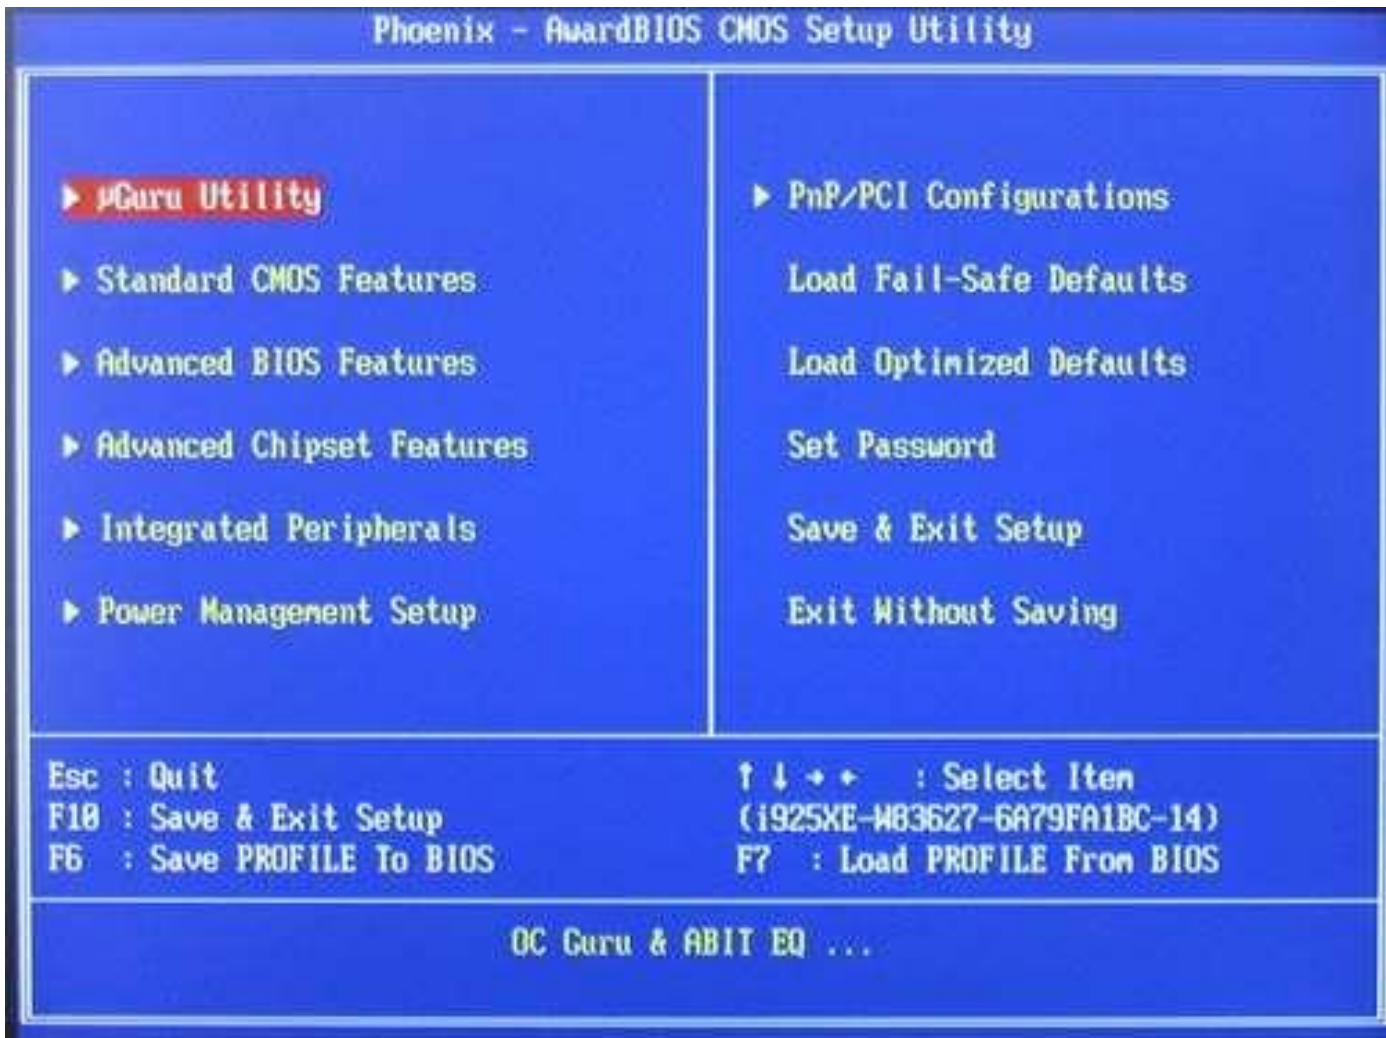 Phoenix - AwardBIOS CMOS Setup Utility
▶ µGuru Utility
▶ Standard CMOS Features
▶ Advanced BIOS Features
▶ Advanced Chipset Features
▶ Integrated Peripherals
▶ Power Management Setup
▶ PnP/PCI Configurations
Load Fail-Safe Defaults
Load Optimized Defaults
Set Password
Save & Exit Setup
Exit Without Saving
Esc : Quit
F10 : Save & Exit Setup
F6 : Save PROFILE To BIOS
↑ ↓ → ← : Select Item
(i925XE-W83627-6A79FA1BC-14)
F7 : Load PROFILE From BIOS
OC Guru & ABIT EQ ...